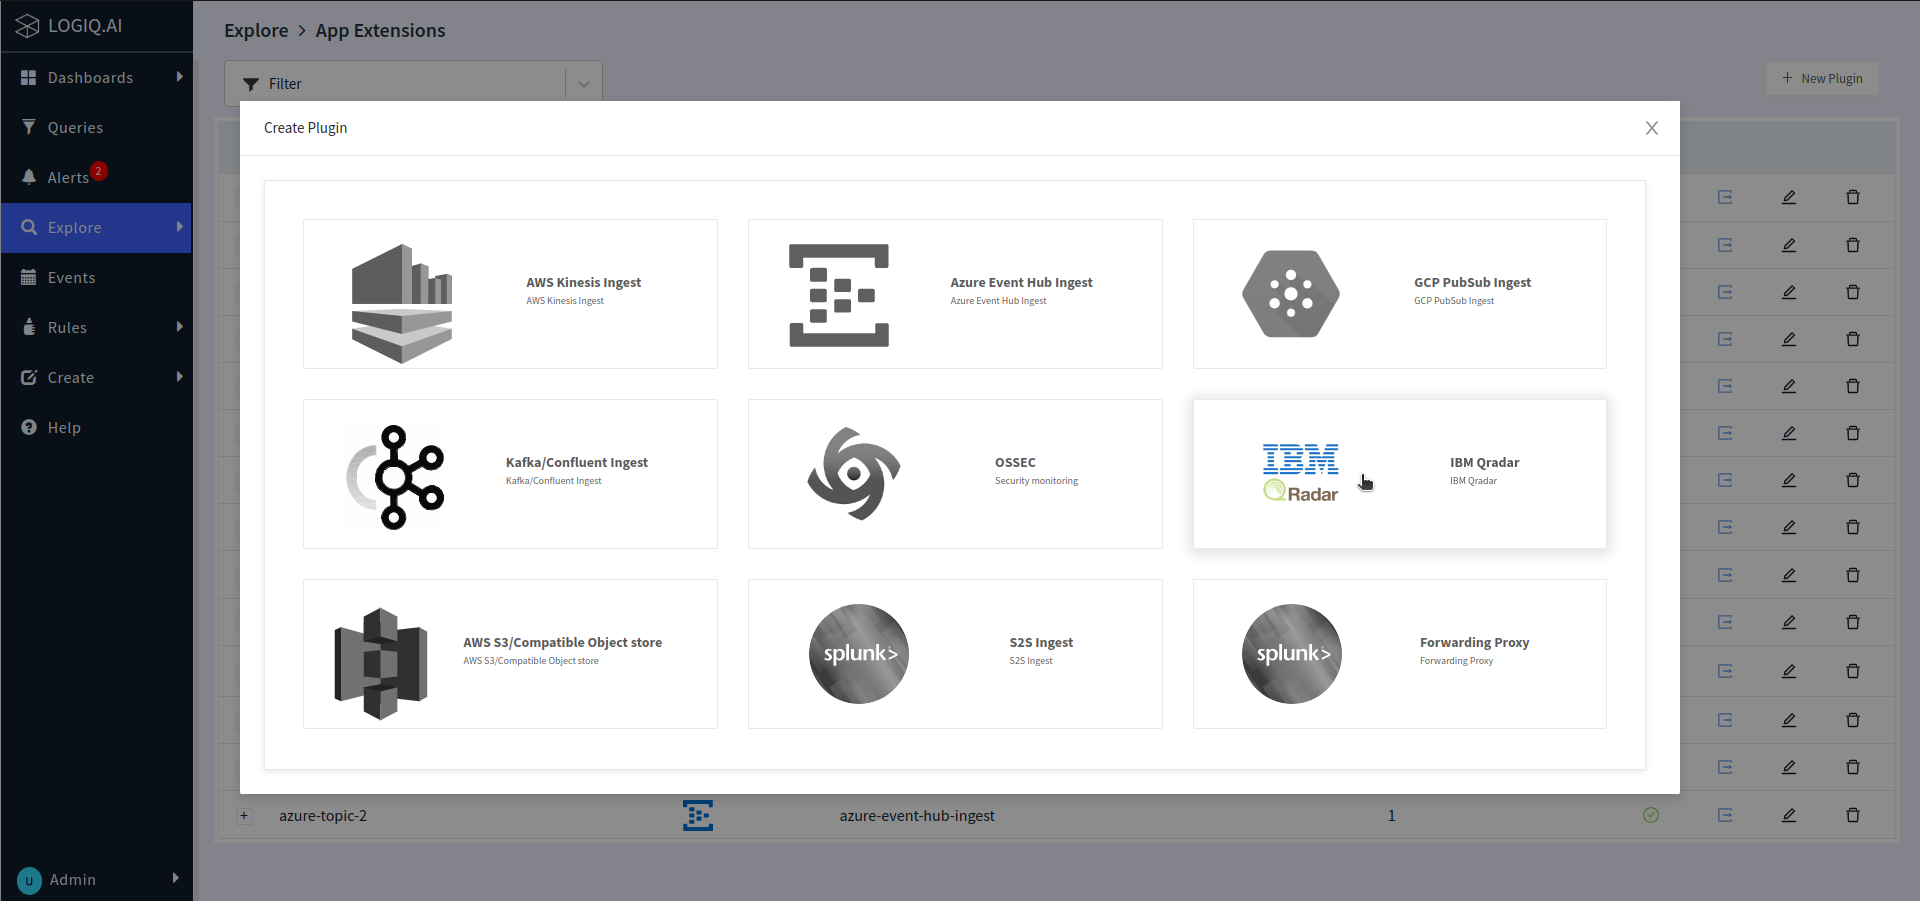 LOGIQ.AI
Explore > App Extensions
Dashboards
Queries
Alerts 2
Explore
Events
Rules
Create
Help
U Admin
Filter
+ New Plugin
Create Plugin
AWS Kinesis Ingest
AWS Kinesis Ingest
Azure Event Hub Ingest
Azure Event Hub Ingest
GCP PubSub Ingest
GCP PubSub Ingest
Kafka/Confluent Ingest
Kafka/Confluent Ingest
OSSEC
Security monitoring
IBM
QRadar
IBM Qradar
IBM Qradar
AWS S3/Compatible Object store
AWS S3/Compatible Object store
splunk>
S2S Ingest
S2S Ingest
splunk>
Forwarding Proxy
Forwarding Proxy
azure-topic-2 azure-event-hub-ingest 1